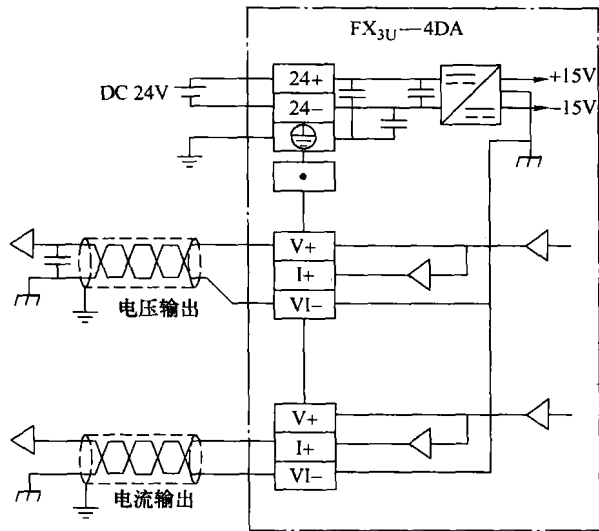 FX3U—4DA
DC 24V
24+
24−
+15V
−15V
V+
I+
VI−
电压输出
V+
I+
VI−
电流输出